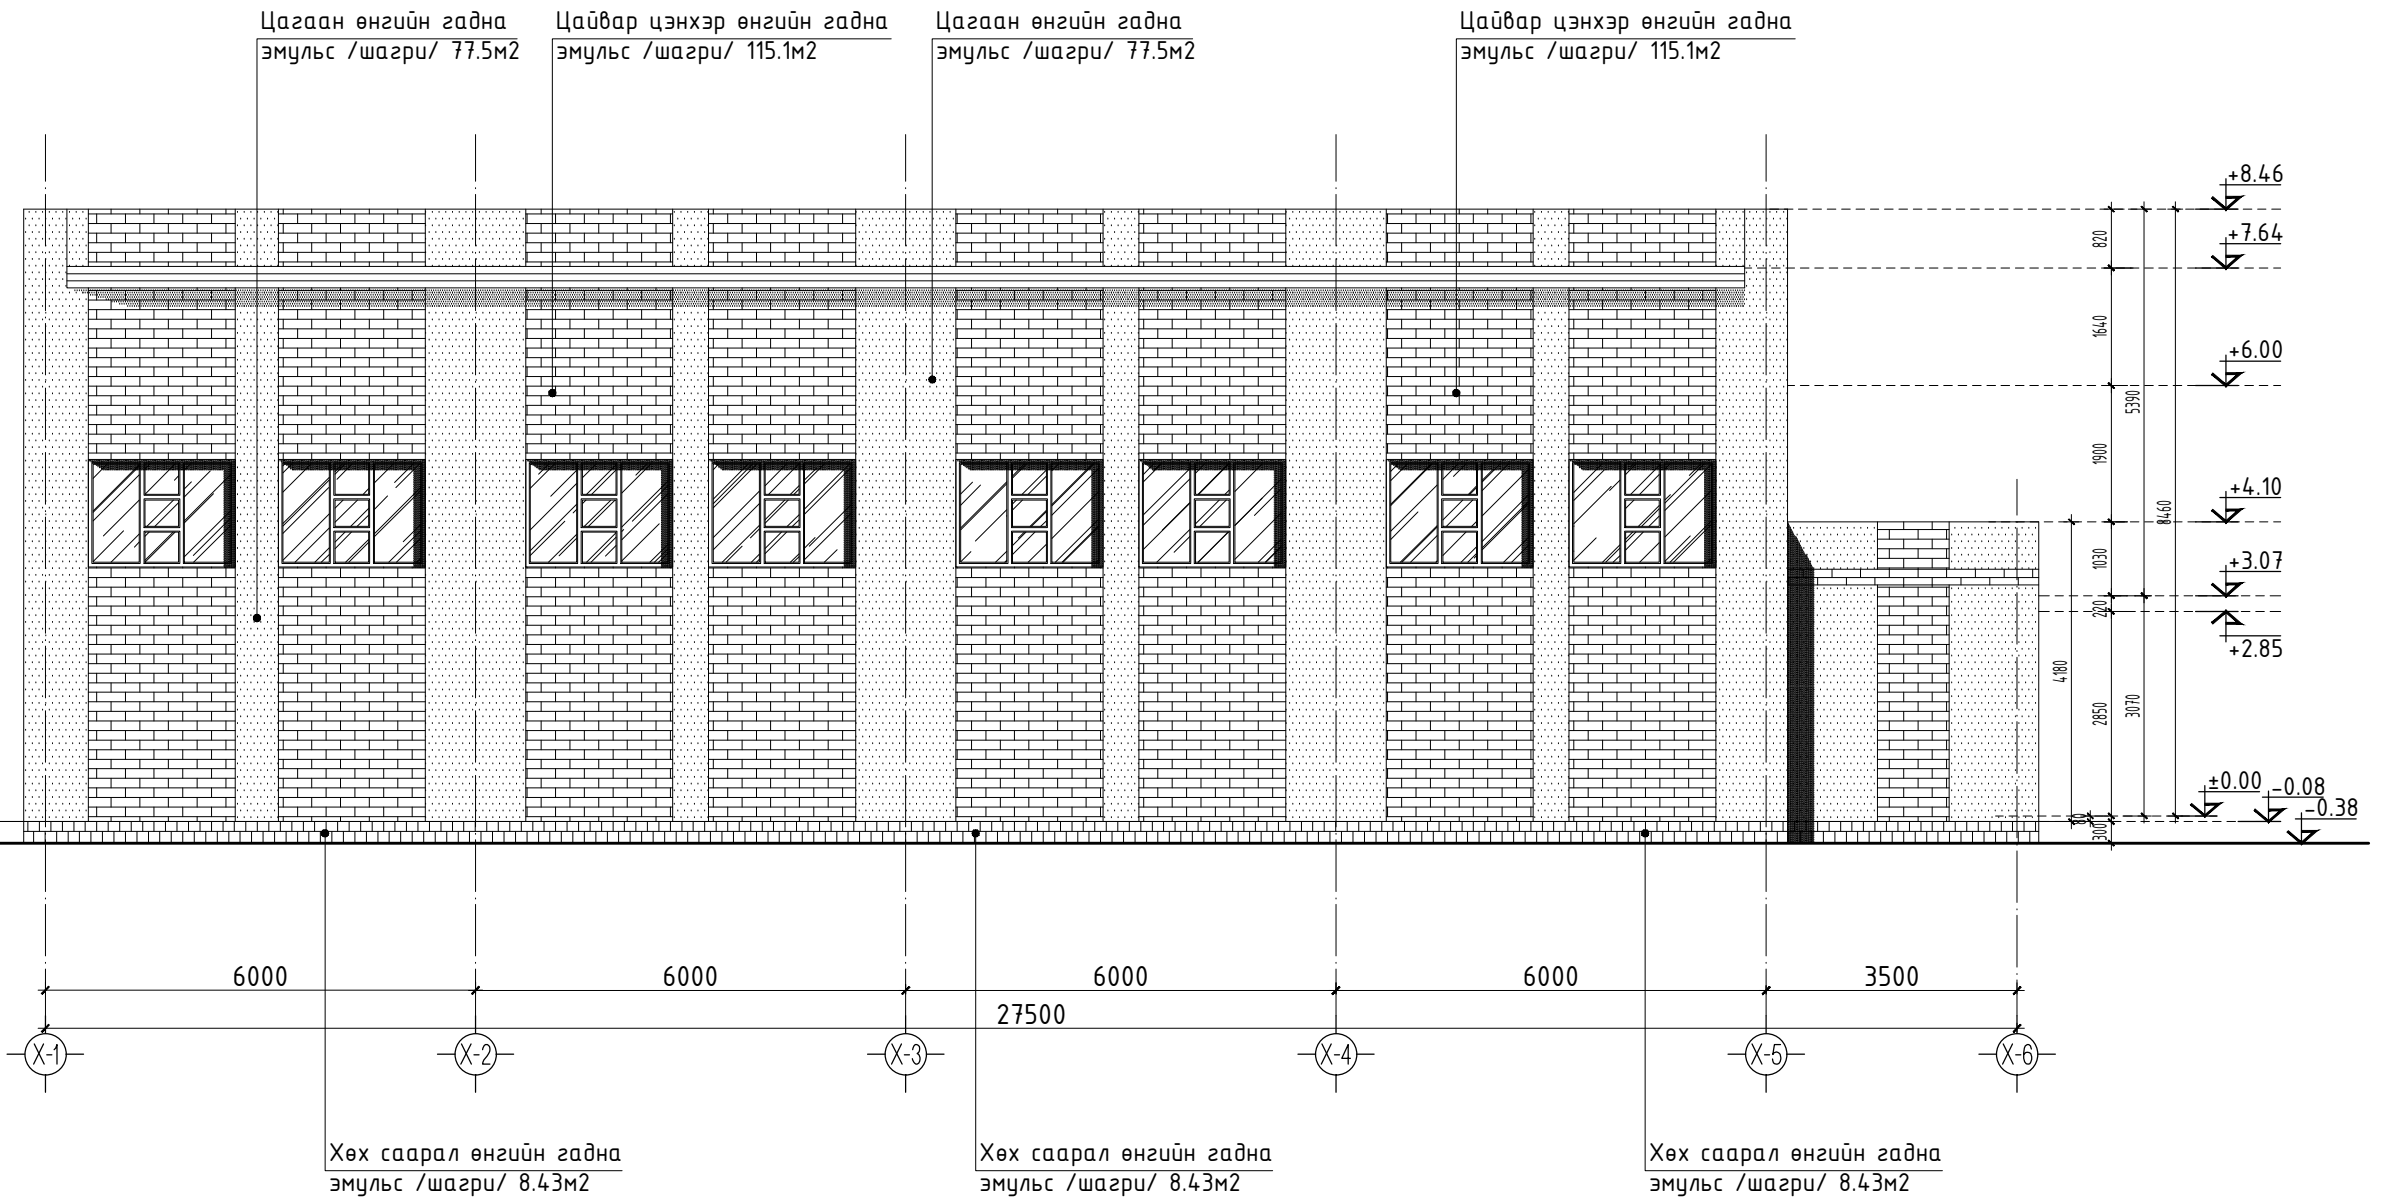 Цагаан өнгийн гадна
эмульс /шагри/ 77.5м2
Цайвар цэнхэр өнгийн гадна
эмульс /шагри/ 115.1м2
Цагаан өнгийн гадна
эмульс /шагри/ 77.5м2
Цайвар цэнхэр өнгийн гадна
эмульс /шагри/ 115.1м2
+8.46
820
+7.64
1640
+6.00
5390
1900
+4.10
8460
1030
+3.07
220
+2.85
4180
2850
3070
±0.00
-0.08
-0.38
80
300
6000
6000
6000
6000
3500
27500
X-1
X-2
X-3
X-4
X-5
X-6
Хөх саарал өнгийн гадна
эмульс /шагри/ 8.43м2
Хөх саарал өнгийн гадна
эмульс /шагри/ 8.43м2
Хөх саарал өнгийн гадна
эмульс /шагри/ 8.43м2